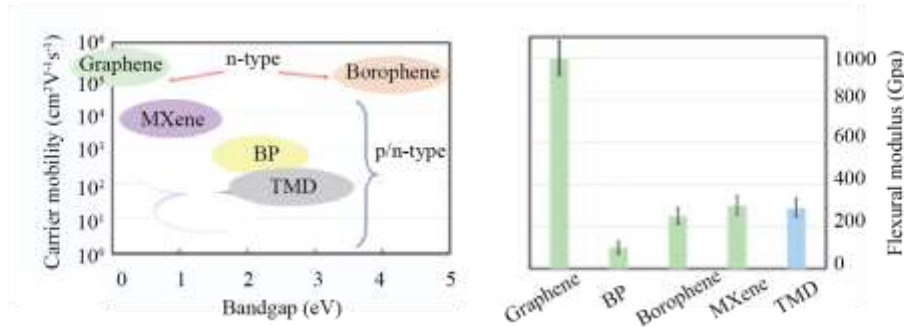 Carrier mobility (cm²V⁻¹s⁻¹)
10⁶
10⁵
10⁴
10³
10²
10¹
10⁰
Graphene
n-type
Borophene
MXene
BP
p/n-type
TMD
0 1 2 3 4 5
Bandgap (eV)
1000
800
600
400
200
0
Flexural modulus (Gpa)
Graphene
BP
Borophene
MXene
TMD